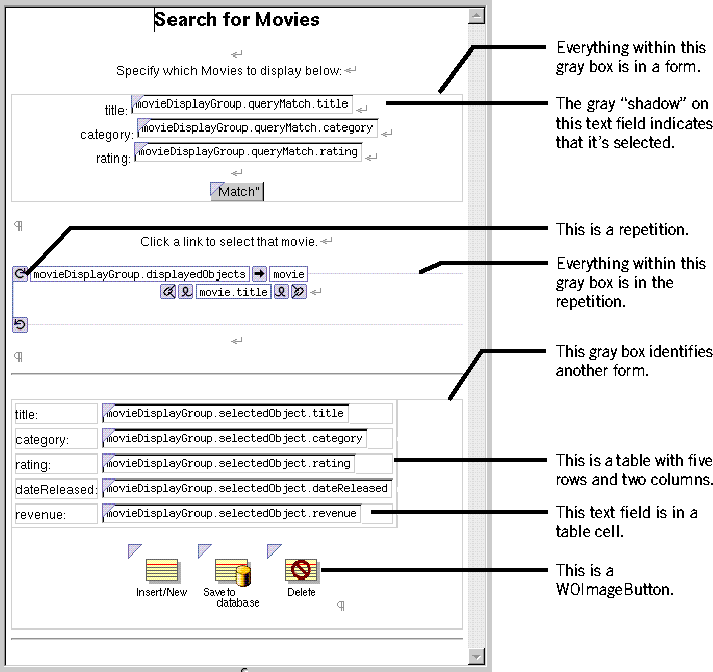 Search for Movies
Specify which Movies to display below:
Everything within this
gray box is in a form.
title: movieDisplayGroup.queryMatch.title
category: movieDisplayGroup.queryMatch.category
rating: movieDisplayGroup.queryMatch.rating
The gray “shadow” on
this text field indicates
that it’s selected.
"Match"
Click a link to select that movie.
This is a repetition.
movieDisplayGroup.displayedObjects movie
movie.title
Everything within this
gray box is in the
repetition.
This gray box identifies
another form.
title: movieDisplayGroup.selectedObject.title
category: movieDisplayGroup.selectedObject.category
rating: movieDisplayGroup.selectedObject.rating
dateReleased: movieDisplayGroup.selectedObject.dateReleased
revenue: movieDisplayGroup.selectedObject.revenue
This is a table with five
rows and two columns.
This text field is in a
table cell.
Insert/New
Save to
database
Delete
This is a
WOImageButton.